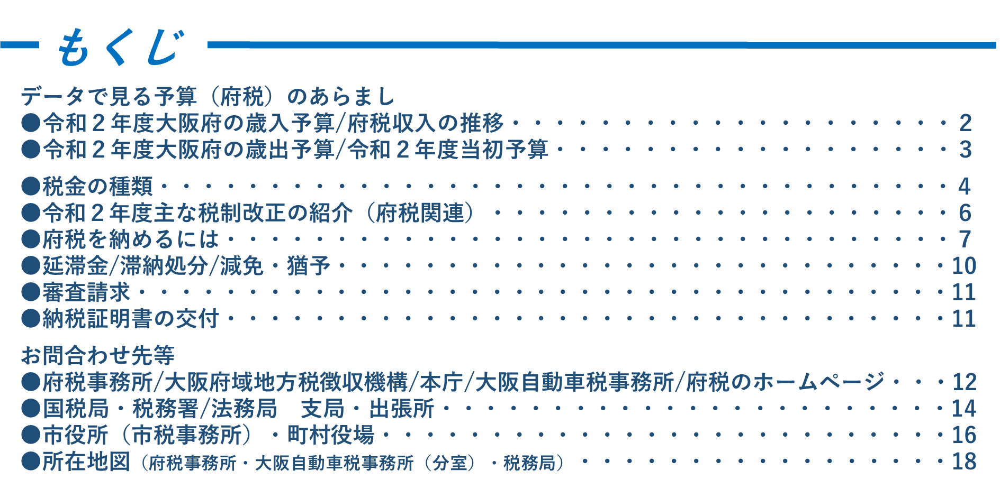 もくじ
データで見る予算（府税）のあらまし
●令和２年度大阪府の歳入予算/府税収入の推移・・・・・・・・・・・・・・・・・・・・2
●令和２年度大阪府の歳出予算/令和２年度当初予算・・・・・・・・・・・・・・・・・・3
●税金の種類・・・・・・・・・・・・・・・・・・・・・・・・・・・・・・・・・・・・4
●令和２年度主な税制改正の紹介（府税関連）・・・・・・・・・・・・・・・・・・・・・6
●府税を納めるには・・・・・・・・・・・・・・・・・・・・・・・・・・・・・・・・・7
●延滞金/滞納処分/減免・猶予・・・・・・・・・・・・・・・・・・・・・・・・・・・・10
●審査請求・・・・・・・・・・・・・・・・・・・・・・・・・・・・・・・・・・・・・11
●納税証明書の交付・・・・・・・・・・・・・・・・・・・・・・・・・・・・・・・・・11
お問合わせ先等
●府税事務所/大阪府域地方税徴収機構/本庁/大阪自動車税事務所/府税のホームページ・・・12
●国税局・税務署/法務局　支局・出張所・・・・・・・・・・・・・・・・・・・・・・・14
●市役所（市税事務所）・町村役場・・・・・・・・・・・・・・・・・・・・・・・・・・16
●所在地図（府税事務所・大阪自動車税事務所（分室）・税務局）・・・・・・・・・・・・・・・・・18